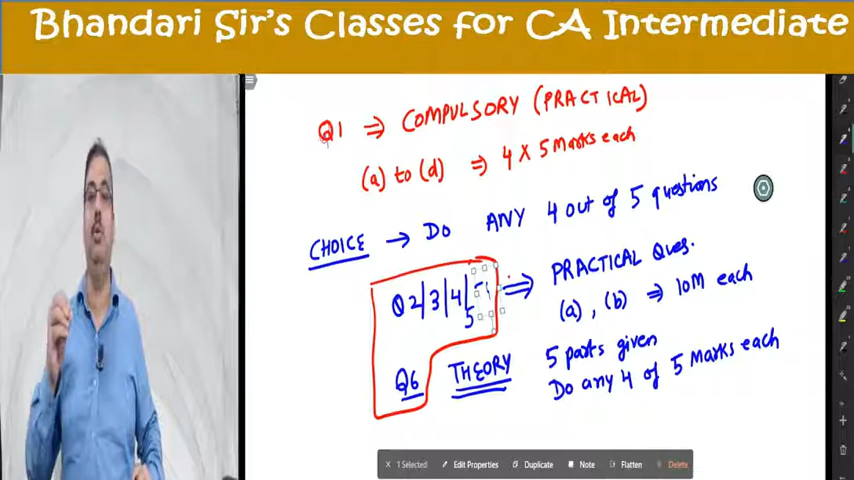 Bhandari Sir's Classes for CA Intermediate
Q1 ⇒ COMPULSORY (PRACTICAL)
(a) to (d) ⇒ 4 X 5 Marks each
CHOICE → Do ANY 4 out of 5 questions
Q2|3|4|5 ⇒ PRACTICAL Ques.
(a), (b) ⇒ 10M each
Q6 THEORY 5 parts given
Do any 4 of 5 Marks each
1 Selected Edit Properties Duplicate Note Flatten Delete